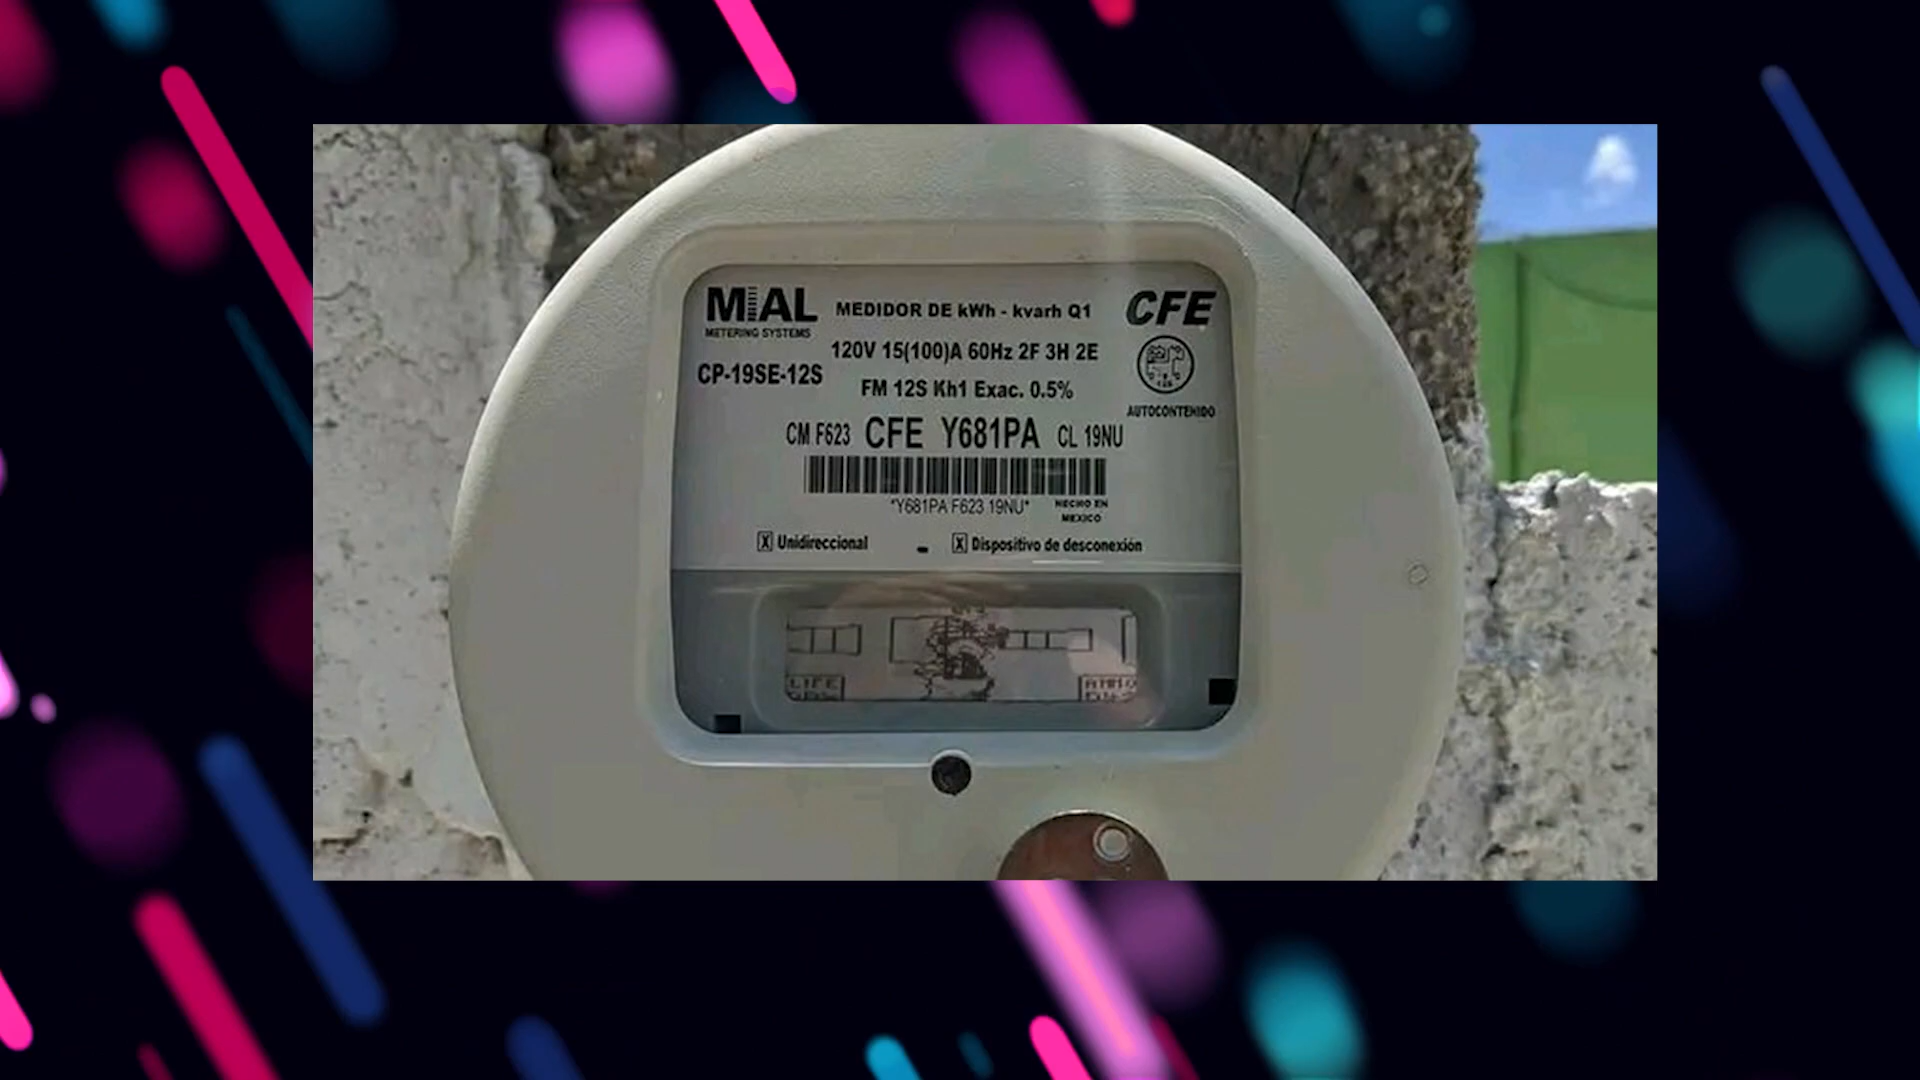 MIAL
METERING SYSTEMS
MEDIDOR DE kWh - kvarh Q1
CFE
120V 15(100)A 60Hz 2F 3H 2E
CP-19SE-12S
FM 12S Kh1 Exac. 0.5%
AUTOCONTENIDO
CM F623 CFE Y681PA CL 19NU
*Y681PA F623 19NU*
HECHO EN
MEXICO
X Unidireccional - X Dispositivo de desconexión
LIFE
AMMO